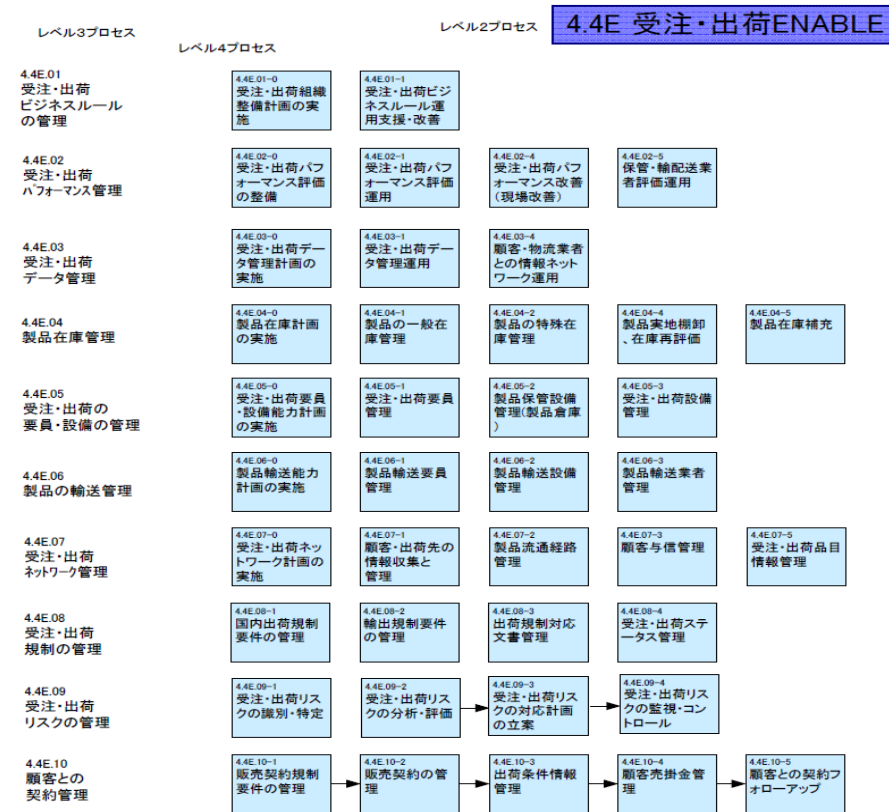 レベル3プロセス
レベル4プロセス
レベル2プロセス
4.4E 受注・出荷ENABLE
4.4E.01
受注・出荷
ビジネスルール
の管理
4.4E.01-0
受注・出荷組織
整備計画の実
施
4.4E.01-1
受注・出荷ビジ
ネスルール運
用支援・改善
4.4E.02
受注・出荷
パフォーマンス管理
4.4E.02-0
受注・出荷パフ
ォーマンス評価
の整備
4.4E.02-1
受注・出荷パフ
ォーマンス評価
運用
4.4E.02-4
受注・出荷パフ
ォーマンス改善
(現場改善)
4.4E.02-5
保管・輸配送業
者評価運用
4.4E.03
受注・出荷
データ管理
4.4E.03-0
受注・出荷デー
タ管理計画の
実施
4.4E.03-1
受注・出荷デー
タ管理運用
4.4E.03-4
顧客・物流業者
との情報ネット
ワーク運用
4.4E.04
製品在庫管理
4.4E.04-0
製品在庫計画
の実施
4.4E.04-1
製品の一般在
庫管理
4.4E.04-2
製品の特殊在
庫管理
4.4E.04-4
製品実地棚卸
、在庫再評価
4.4E.04-5
製品在庫補充
4.4E.05
受注・出荷の
要員・設備の管理
4.4E.05-0
受注・出荷要員
・設備能力計画
の実施
4.4E.05-1
受注・出荷要員
管理
4.4E.05-2
製品保管設備
管理(製品倉庫
)
4.4E.05-3
受注・出荷設備
管理
4.4E.06
製品の輸送管理
4.4E.06-0
製品輸送能力
計画の実施
4.4E.06-1
製品輸送要員
管理
4.4E.06-2
製品輸送設備
管理
4.4E.06-3
製品輸送業者
管理
4.4E.07
受注・出荷
ネットワーク管理
4.4E.07-0
受注・出荷ネッ
トワーク計画の
実施
4.4E.07-1
顧客・出荷先の
情報収集と
管理
4.4E.07-2
製品流通経路
管理
4.4E.07-3
顧客与信管理
4.4E.07-5
受注・出荷品目
情報管理
4.4E.08
受注・出荷
規制の管理
4.4E.08-1
国内出荷規制
要件の管理
4.4E.08-2
輸出規制要件
の管理
4.4E.08-3
出荷規制対応
文書管理
4.4E.08-4
受注・出荷ステ
ータス管理
4.4E.09
受注・出荷
リスクの管理
4.4E.09-1
受注・出荷リス
クの識別・特定
4.4E.09-2
受注・出荷リス
クの分析・評価
4.4E.09-3
受注・出荷リス
クの対応計画
の立案
4.4E.09-4
受注・出荷リス
クの監視・コン
トロール
4.4E.10
顧客との
契約管理
4.4E.10-1
販売契約規制
要件の管理
4.4E.10-2
販売契約の管
理
4.4E.10-3
出荷条件情報
管理
4.4E.10-4
顧客売掛金管
理
4.4E.10-5
顧客との契約フ
ォローアップ